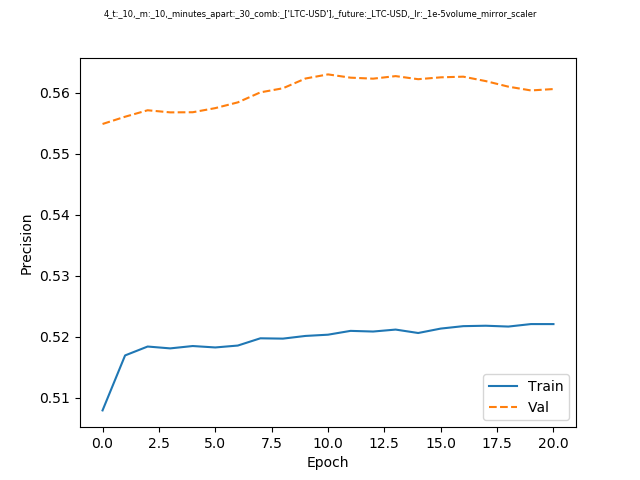 4_t:_10,_m:_10,_minutes_apart:_30_comb:_['LTC-USD'],_future:_LTC-USD,_lr:_1e-5volume_mirror_scaler
0.56
0.55
0.54
0.53
0.52
0.51
Precision
Train
Val
0.0 2.5 5.0 7.5 10.0 12.5 15.0 17.5 20.0
Epoch